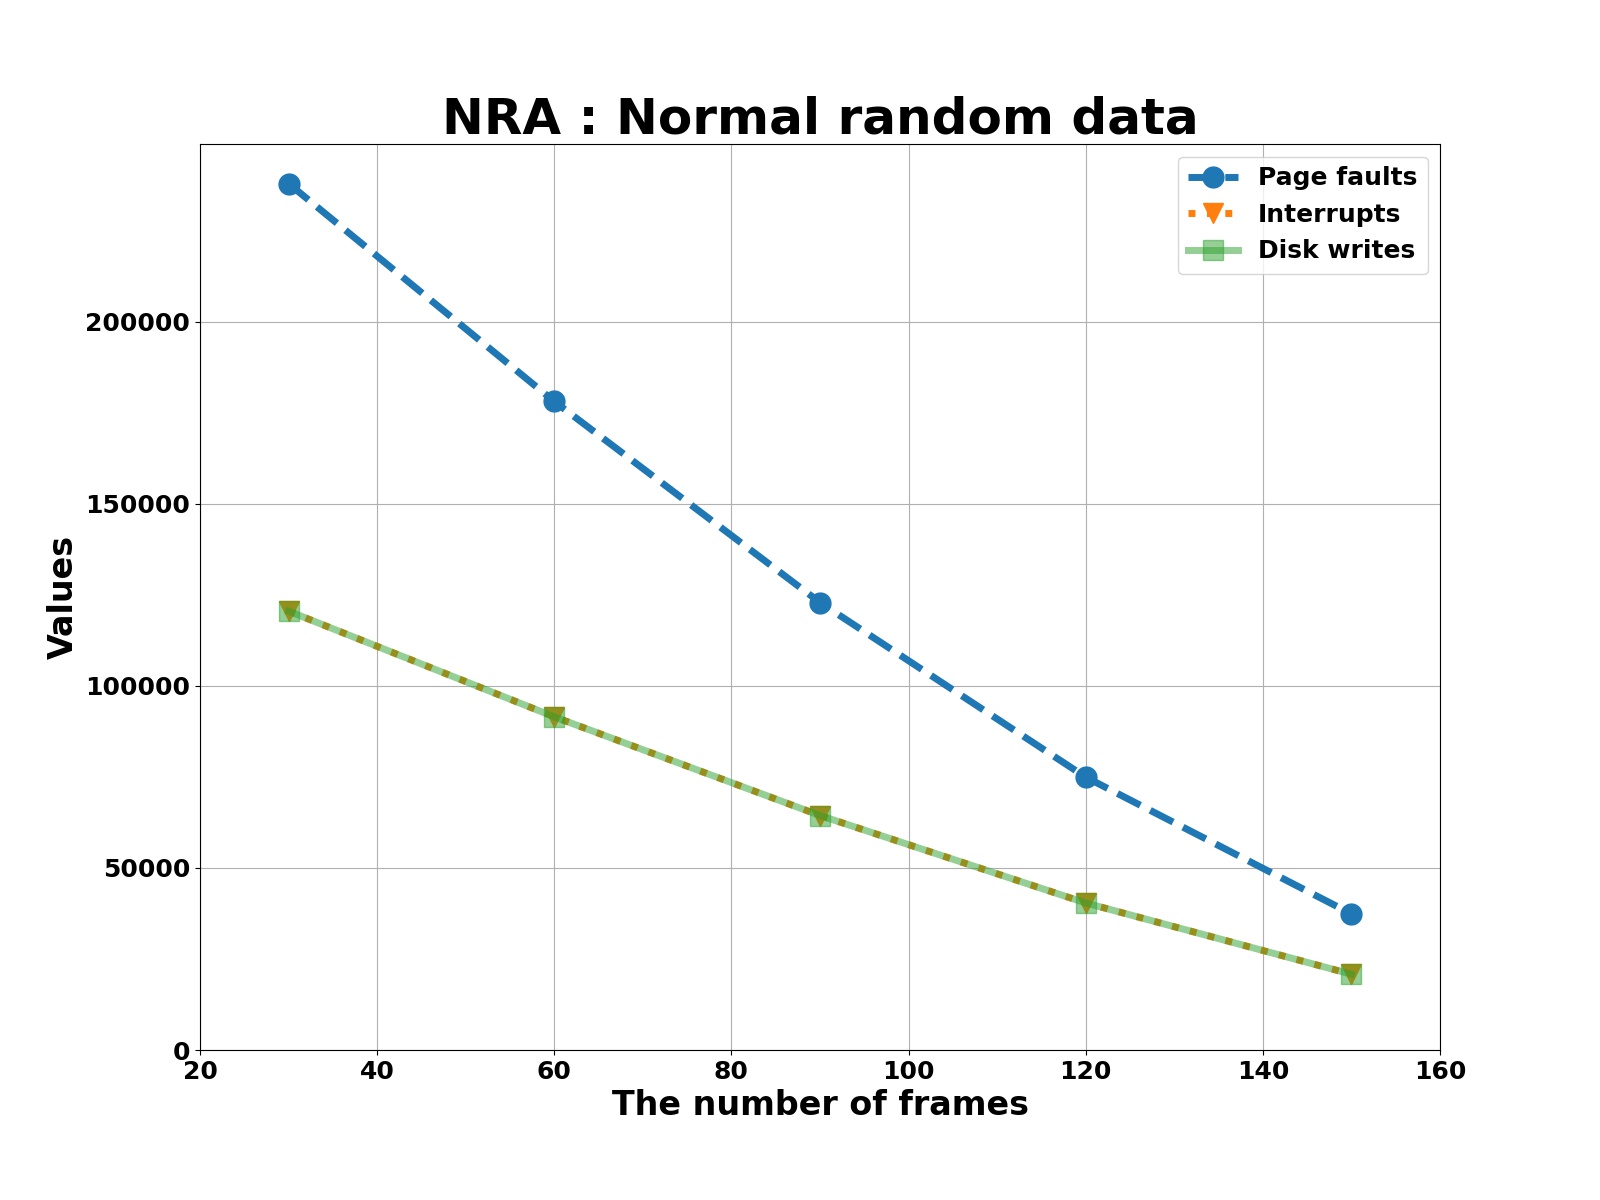 NRA : Normal random data
Page faults
Interrupts
Disk writes
200000
150000
100000
50000
0
Values
20 40 60 80 100 120 140 160
The number of frames